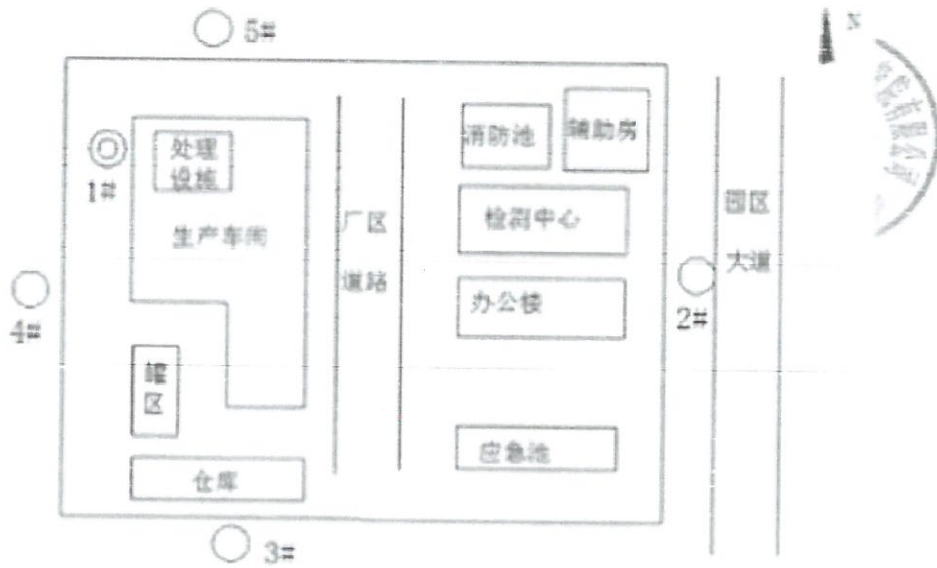 5#
N
消防池
辅助房
处理
设施
1#
生产车间
厂区
道路
检测中心
园区
大道
办公楼
4#
2#
罐
区
应急池
仓库
3#